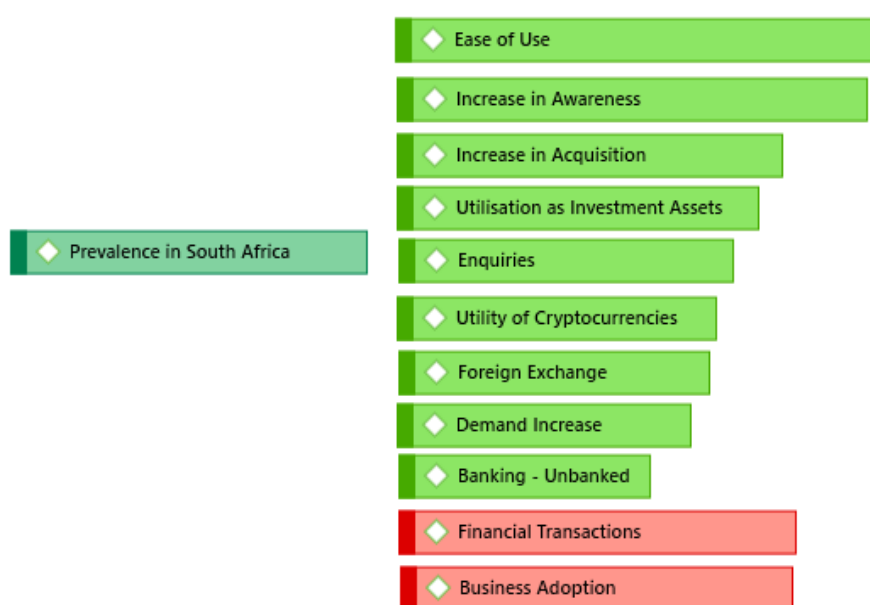 Ease of Use
Increase in Awareness
Increase in Acquisition
Utilisation as Investment Assets
Prevalence in South Africa
Enquiries
Utility of Cryptocurrencies
Foreign Exchange
Demand Increase
Banking - Unbanked
Financial Transactions
Business Adoption